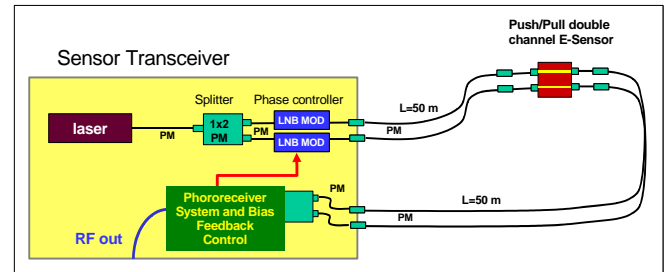 Push/Pull double
channel E-Sensor
Sensor Transceiver
Splitter
Phase controller
L=50 m
laser
PM
1x2
PM
PM
LNB MOD
LNB MOD
PM
PM
Phororeceiver
System and Bias
Feedback
Control
L=50 m
PM
RF out